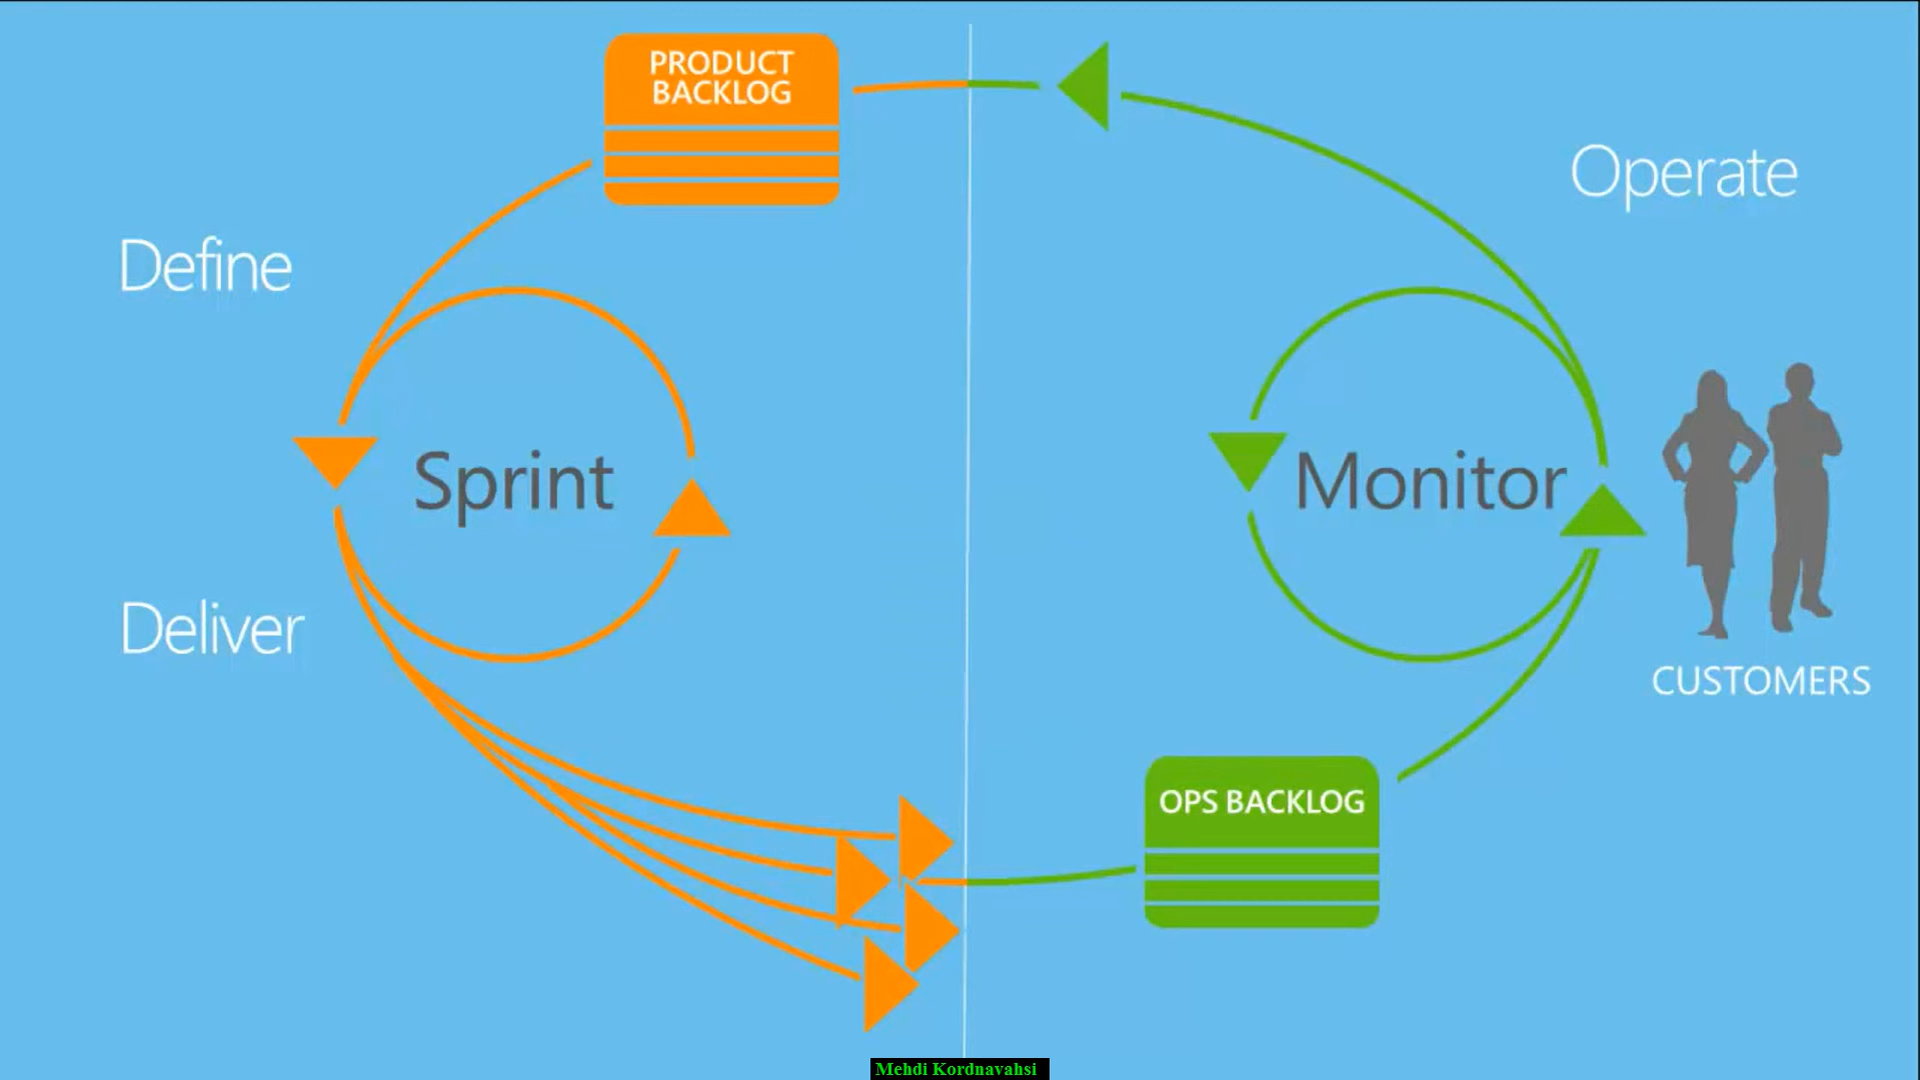 PRODUCT
BACKLOG
Operate
Define
Sprint
Monitor
Deliver
CUSTOMERS
OPS BACKLOG
Mehdi Kordnavahsi